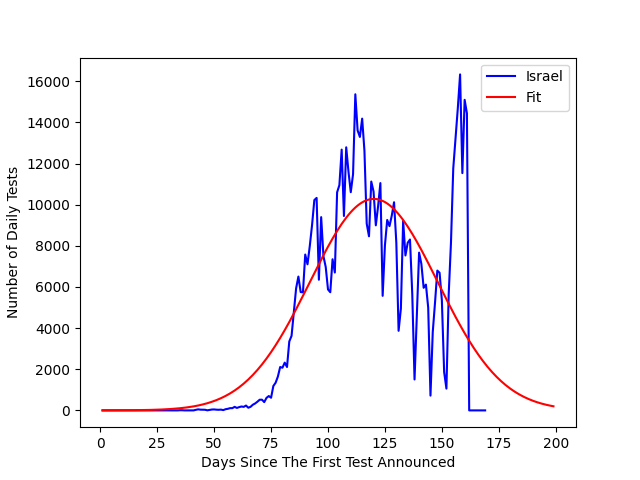 Israel
Fit
16000
14000
12000
10000
8000
6000
4000
2000
0
Number of Daily Tests
0 25 50 75 100 125 150 175 200
Days Since The First Test Announced